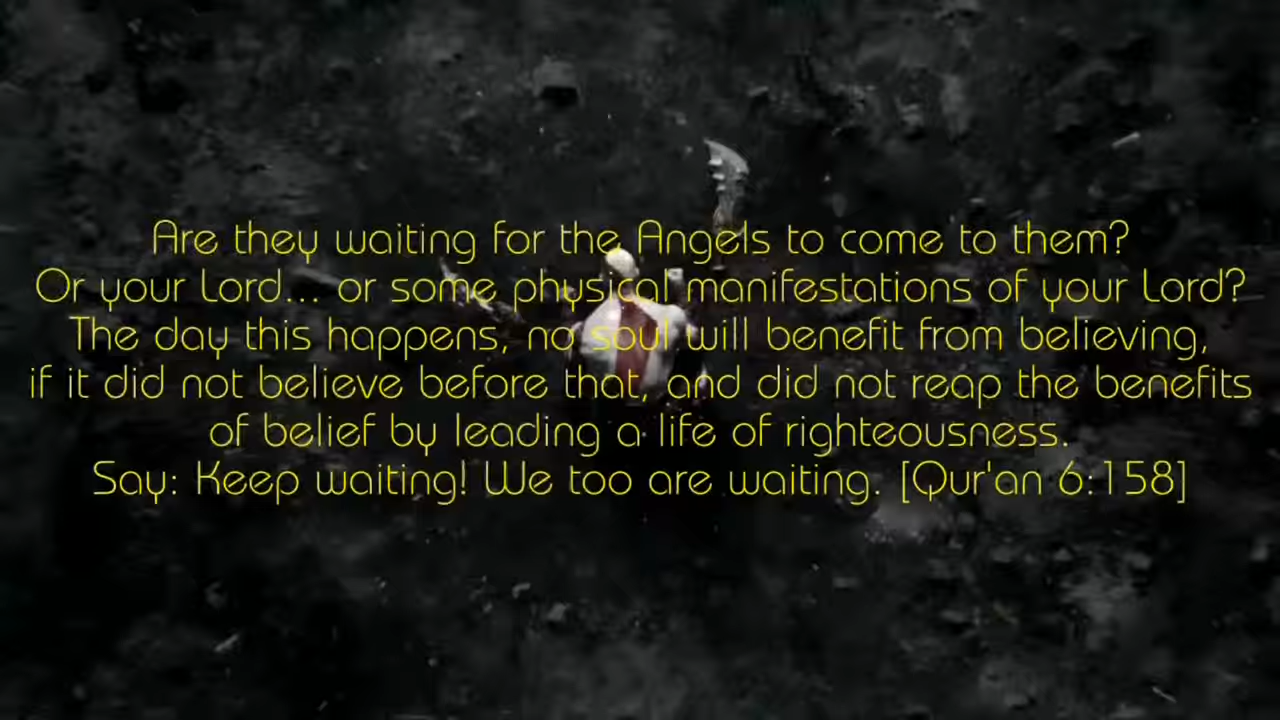 Are they waiting for the Angels to come to them?
Or your Lord... or some physical manifestations of your Lord?
The day this happens, no soul will benefit from believing,
if it did not believe before that, and did not reap the benefits
of belief by leading a life of righteousness.
Say: Keep waiting! We too are waiting. [Qur'an 6:158]